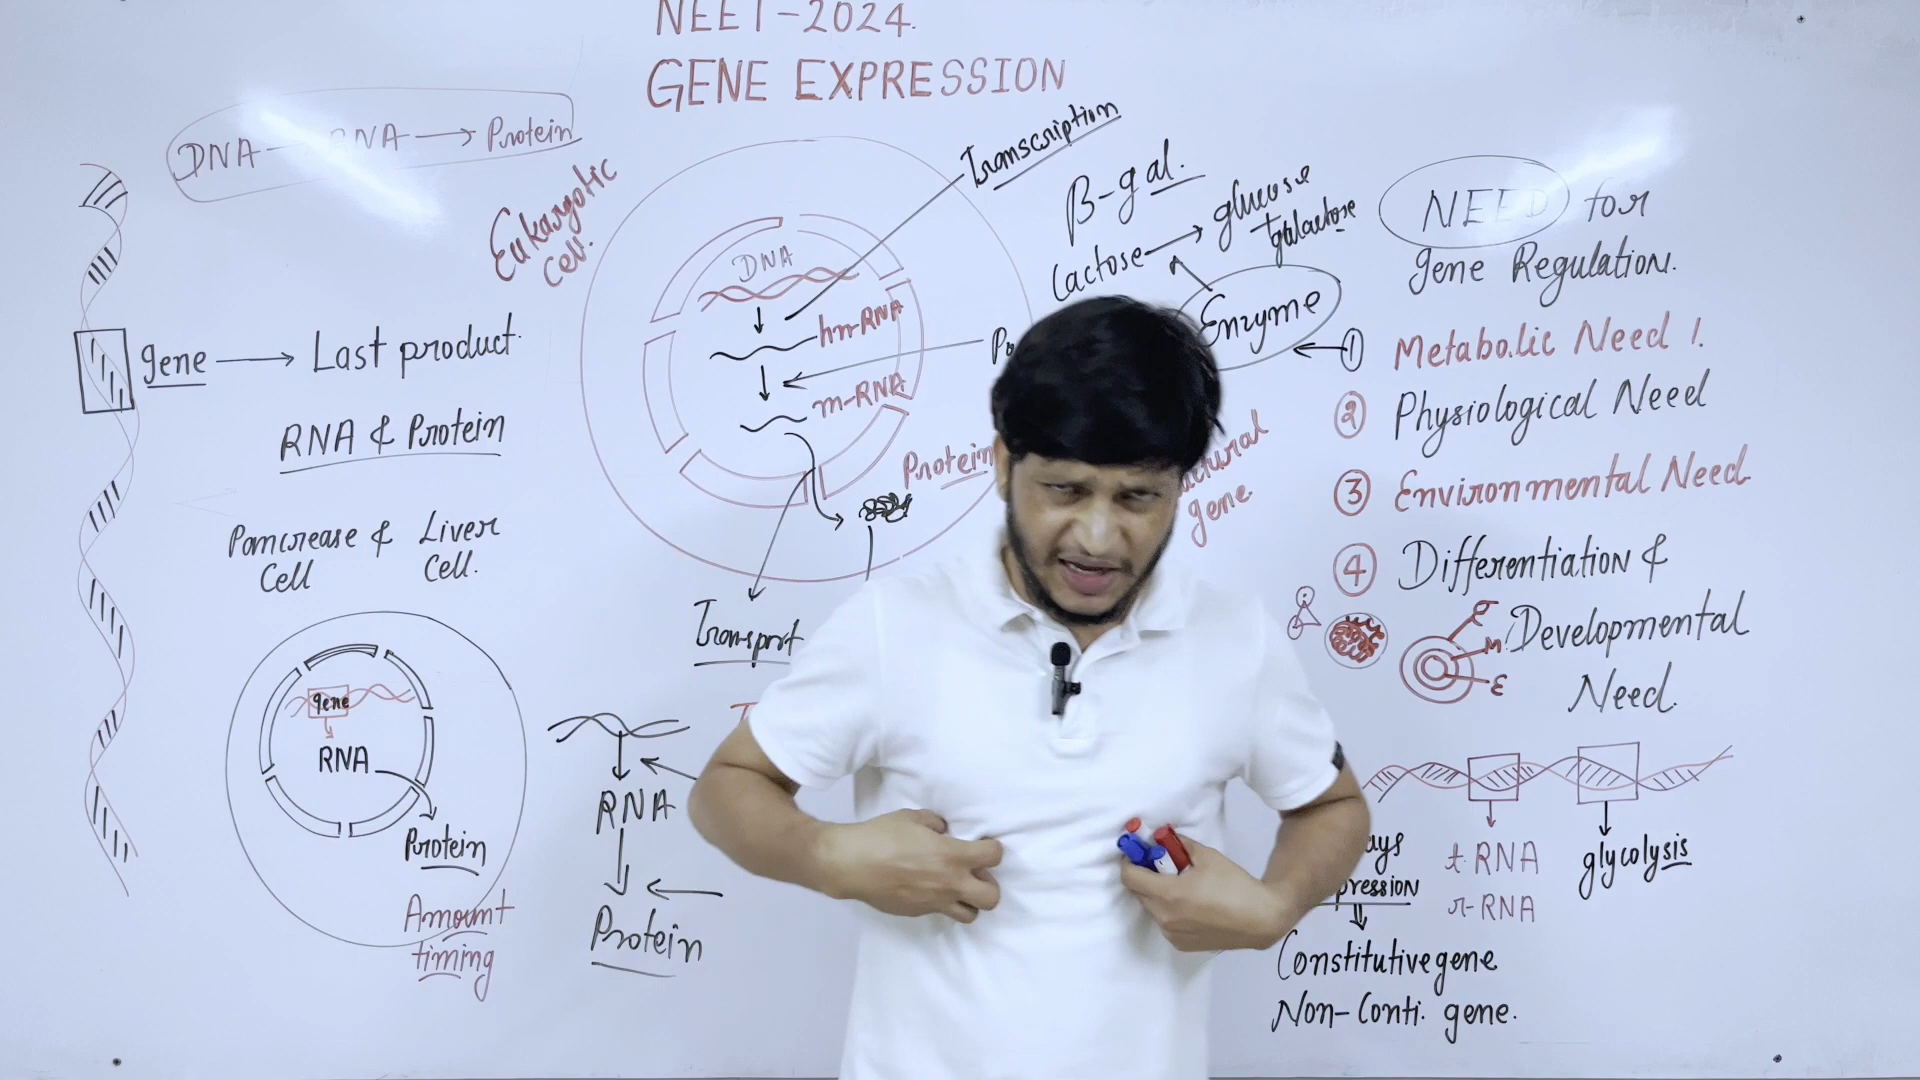 NEET-2024.
GENE EXPRESSION
DNA RNA → Protein
gene → Last product.
RNA & Protein
Pancrease & Liver
Cell Cell.
gene
RNA
Protein
Amount
timing
Eukaryotic
Cell.
DNA
hn-RNA
m-RNA
Protein
Transcription
Transport
RNA
Protein
β-gal.
Lactose → glucose
+galactose
Enzyme
gene
NEED for
gene Regulation.
① Metabolic Need 1.
② Physiological Need
③ Environmental Need
④ Differentiation &
Developmental
Need.
M
E
t RNA
r-RNA
glycolysis
Constitutive gene
Non-Conti. gene.